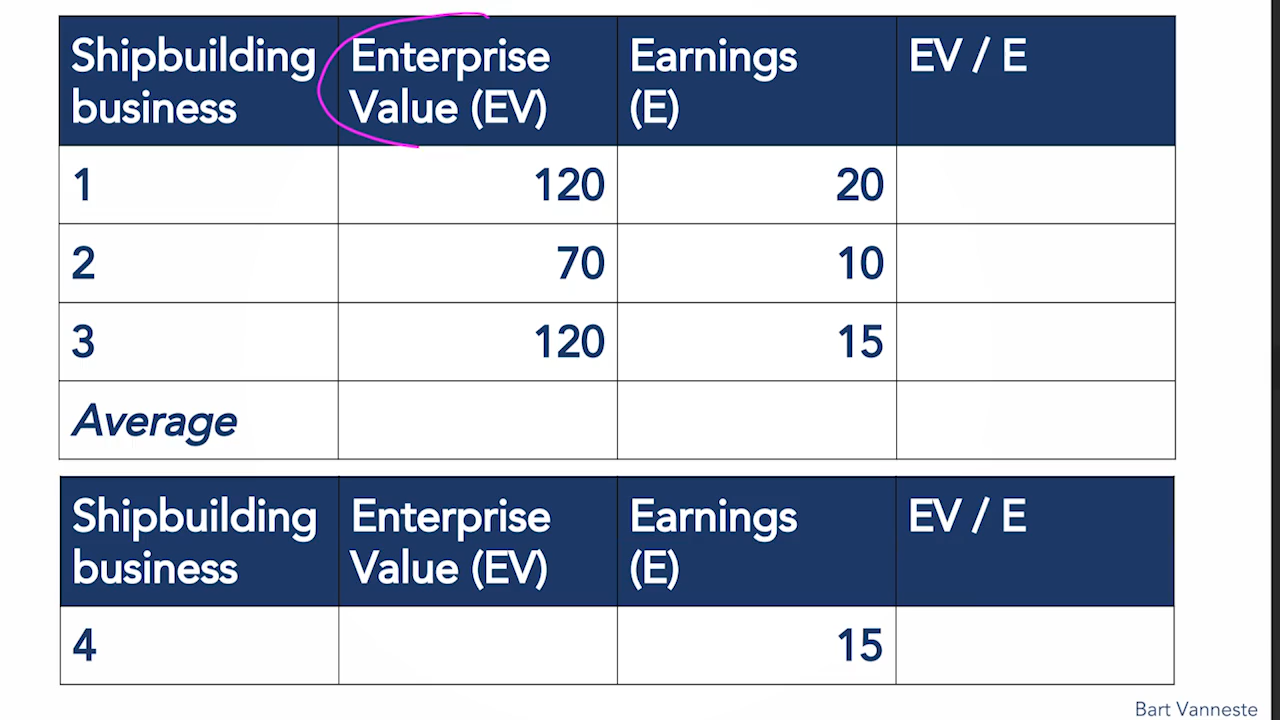 Shipbuilding business Enterprise Value (EV) Earnings (E) EV / E
1 120 20
2 70 10
3 120 15
Average
Shipbuilding business Enterprise Value (EV) Earnings (E) EV / E
4 15
Bart Vanneste